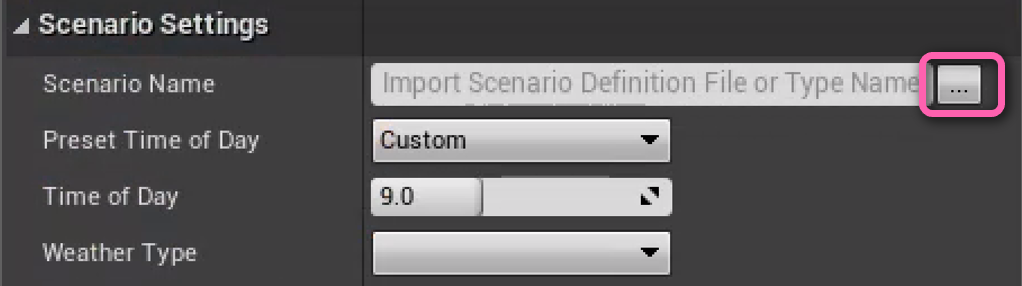 Scenario Settings
Scenario Name Import Scenario Definition File or Type Name ...
Preset Time of Day Custom
Time of Day 9.0
Weather Type